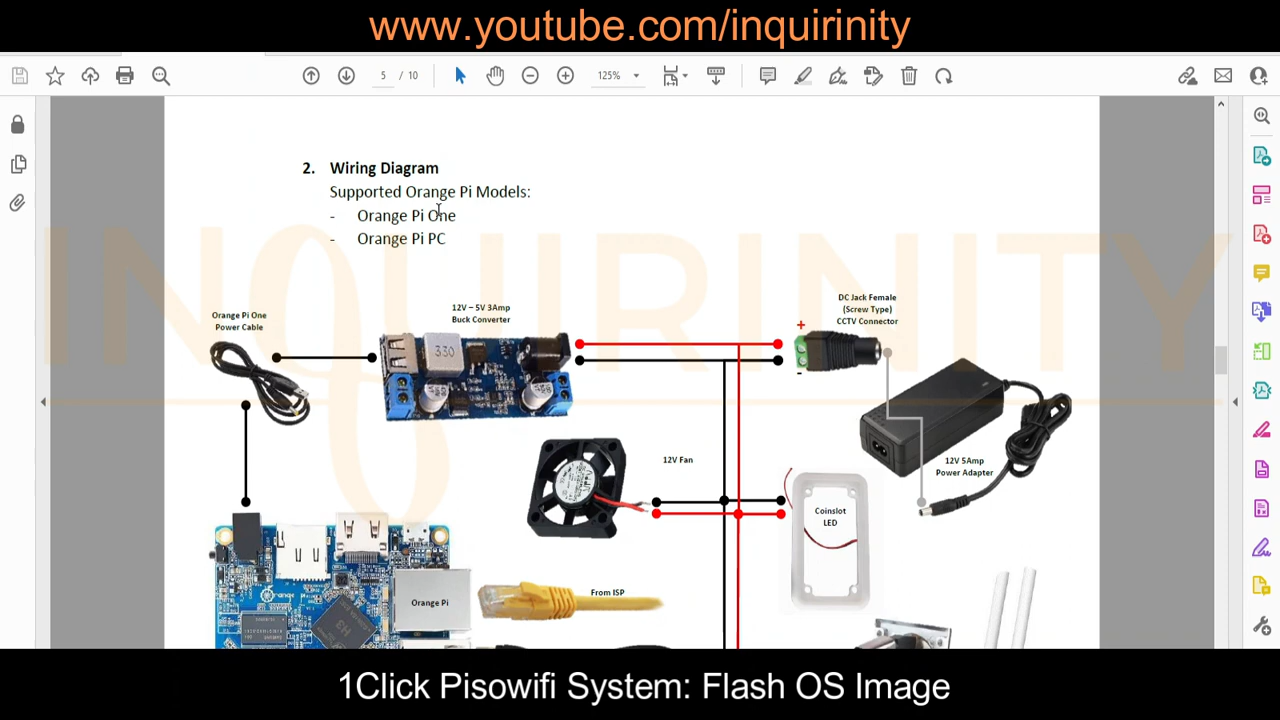 www.youtube.com/inquirinity
5 / 10
125%
2. Wiring Diagram
Supported Orange Pi Models:
- Orange Pi One
- Orange Pi PC
INQUIRINITY
Orange Pi One
Power Cable
12V – 5V 3Amp
Buck Converter
DC Jack Female
(Screw Type)
CCTV Connector
+
-
330
12V Fan
12V 5Amp
Power Adapter
Coinslot
LED
From ISP
Orange Pi
H3
1Click Pisowifi System: Flash OS Image